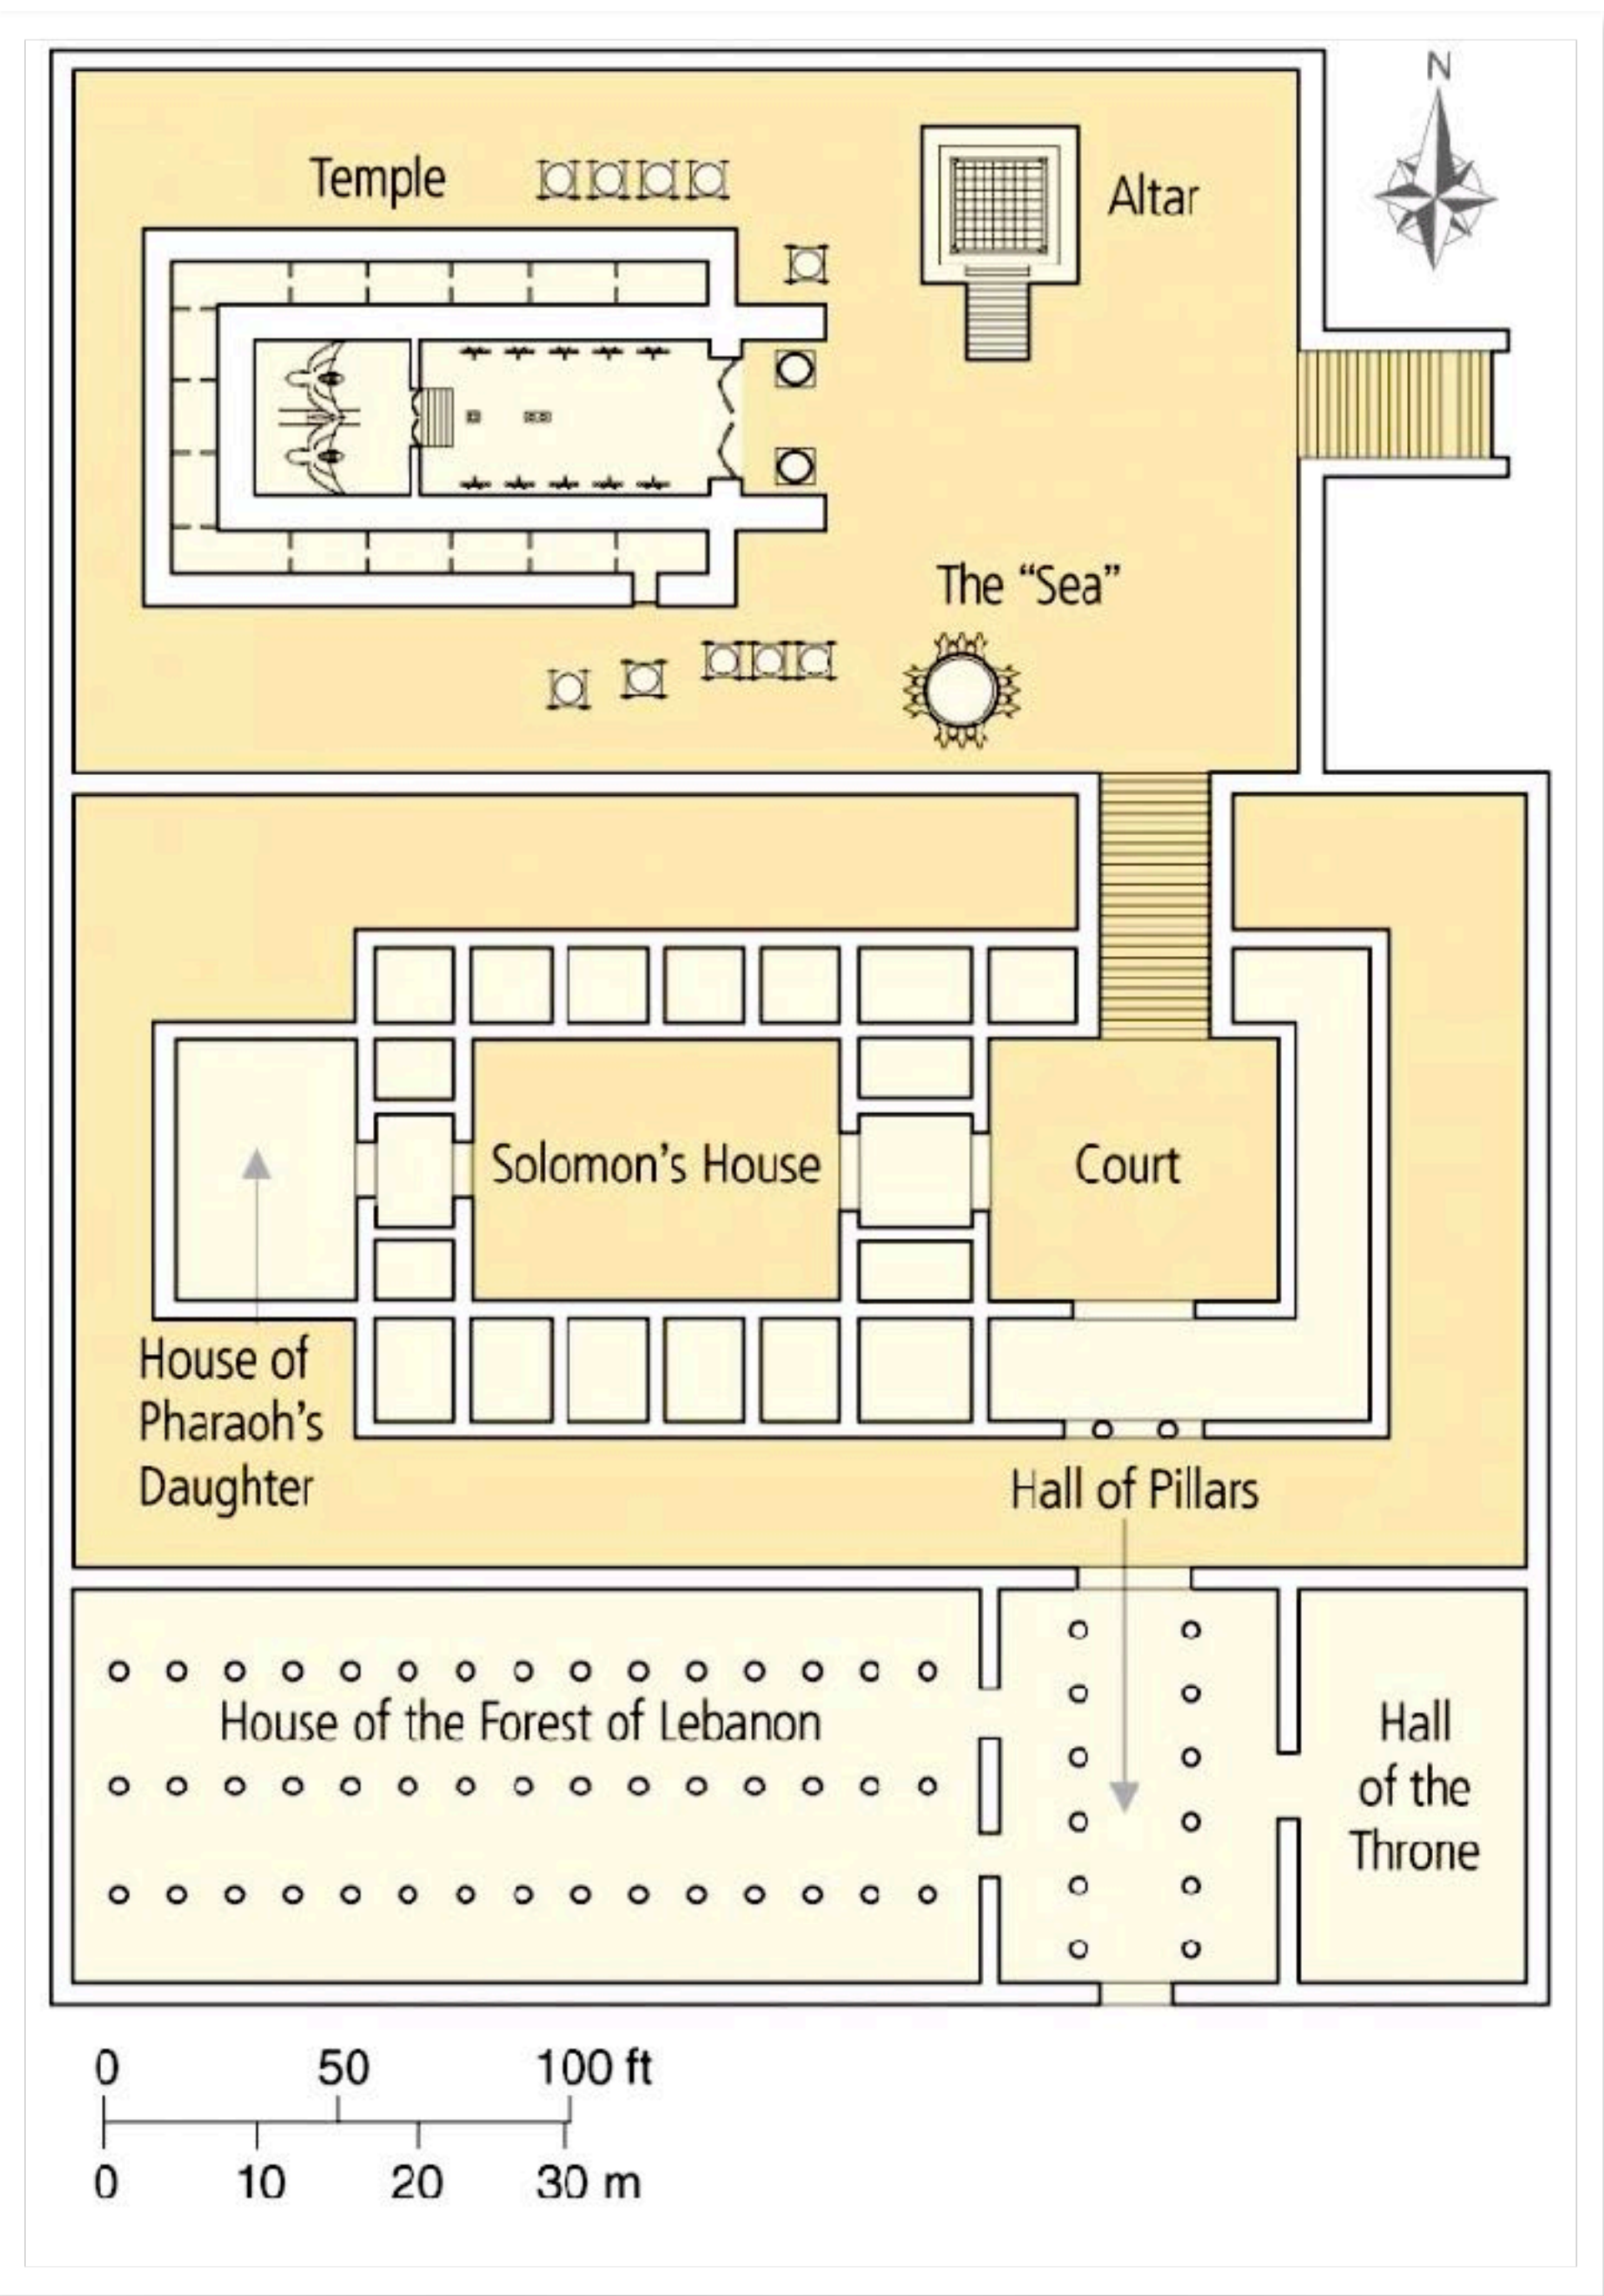 N
Temple
Altar
The “Sea”
Solomon’s House
Court
House of
Pharaoh’s
Daughter
Hall of Pillars
House of the Forest of Lebanon
Hall
of the
Throne
0 50 100 ft
0 10 20 30 m